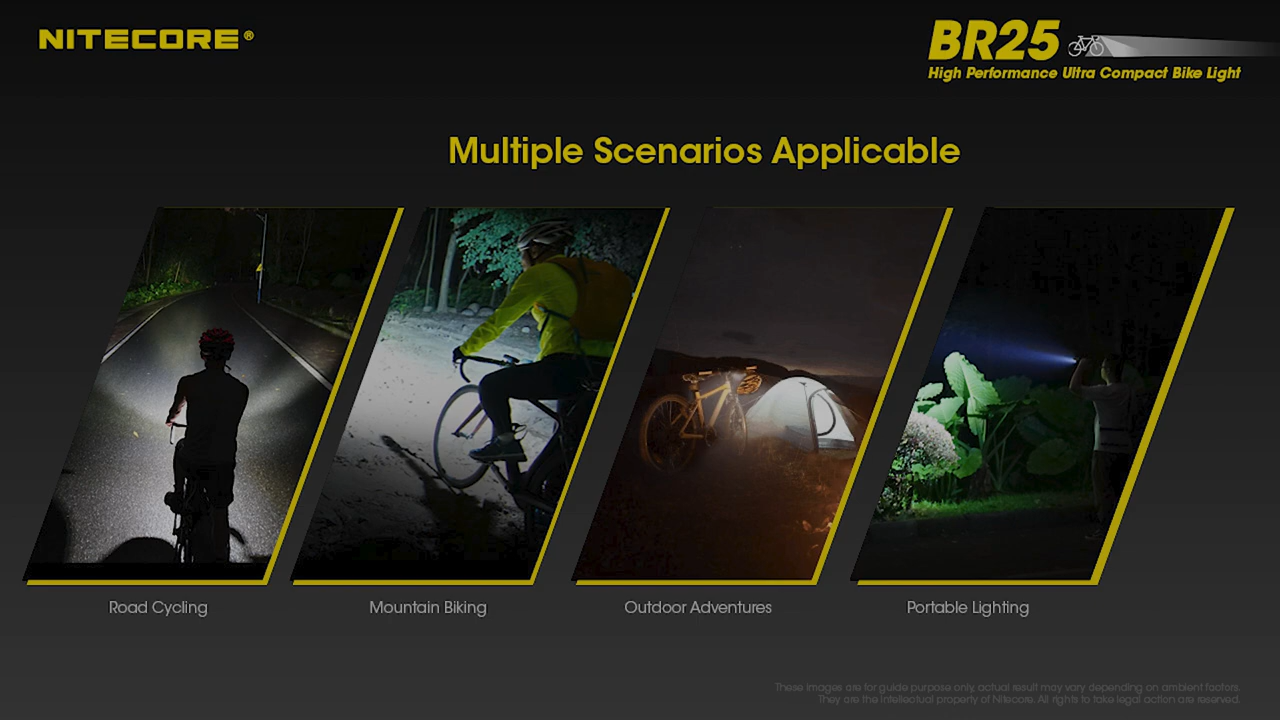 NITECORE®
BR25
High Performance Ultra Compact Bike Light
Multiple Scenarios Applicable
Road Cycling
Mountain Biking
Outdoor Adventures
Portable Lighting
These images are for guide purpose only, actual result may vary depending on ambient factors.
They are the intellectual property of Nitecore. All rights to take legal action are reserved.